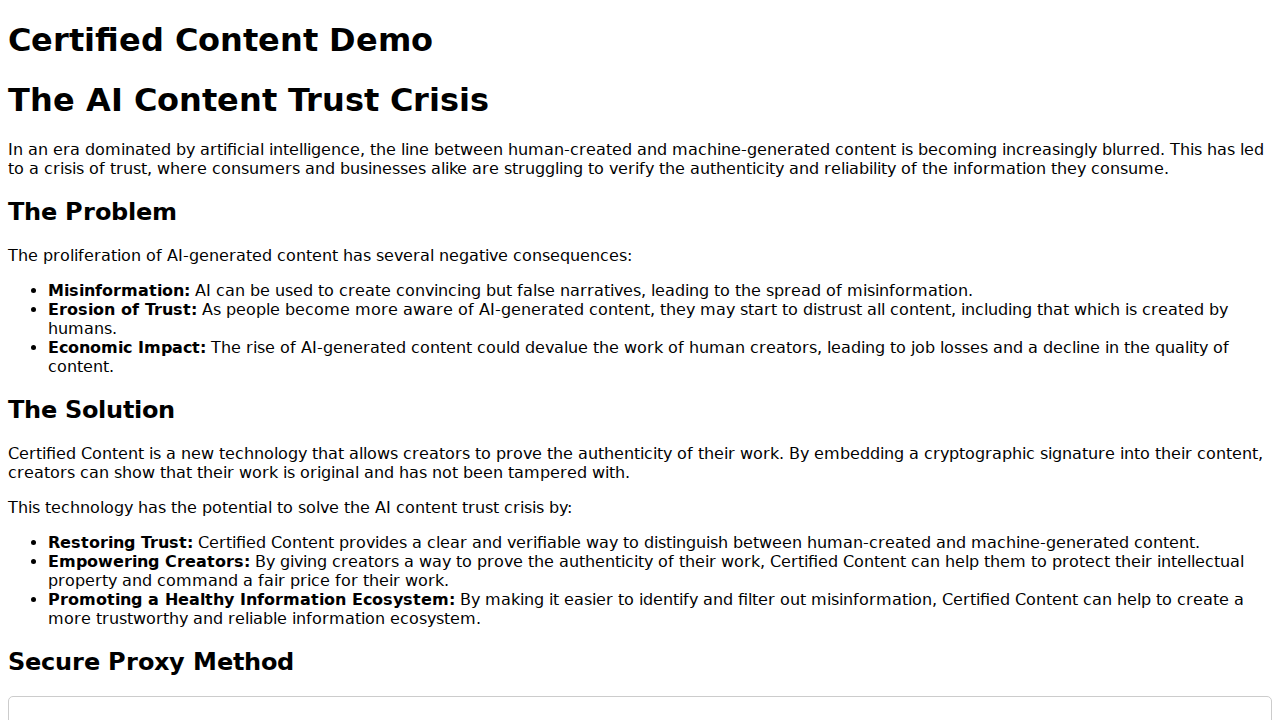 Certified Content Demo
The AI Content Trust Crisis
In an era dominated by artificial intelligence, the line between human-created and machine-generated content is becoming increasingly blurred. This has led
to a crisis of trust, where consumers and businesses alike are struggling to verify the authenticity and reliability of the information they consume.
The Problem
The proliferation of AI-generated content has several negative consequences:
• Misinformation: AI can be used to create convincing but false narratives, leading to the spread of misinformation.
• Erosion of Trust: As people become more aware of AI-generated content, they may start to distrust all content, including that which is created by
humans.
• Economic Impact: The rise of AI-generated content could devalue the work of human creators, leading to job losses and a decline in the quality of
content.
The Solution
Certified Content is a new technology that allows creators to prove the authenticity of their work. By embedding a cryptographic signature into their content,
creators can show that their work is original and has not been tampered with.
This technology has the potential to solve the AI content trust crisis by:
• Restoring Trust: Certified Content provides a clear and verifiable way to distinguish between human-created and machine-generated content.
• Empowering Creators: By giving creators a way to prove the authenticity of their work, Certified Content can help them to protect their intellectual
property and command a fair price for their work.
• Promoting a Healthy Information Ecosystem: By making it easier to identify and filter out misinformation, Certified Content can help to create a
more trustworthy and reliable information ecosystem.
Secure Proxy Method